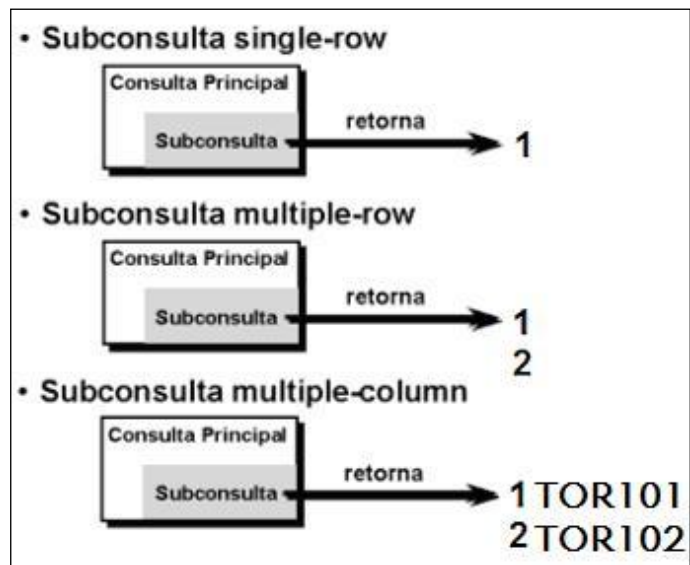 • Subconsulta single-row
Consulta Principal
Subconsulta
retorna
1
• Subconsulta multiple-row
Consulta Principal
Subconsulta
retorna
1
2
• Subconsulta multiple-column
Consulta Principal
Subconsulta
retorna
1 TOR101
2 TOR102